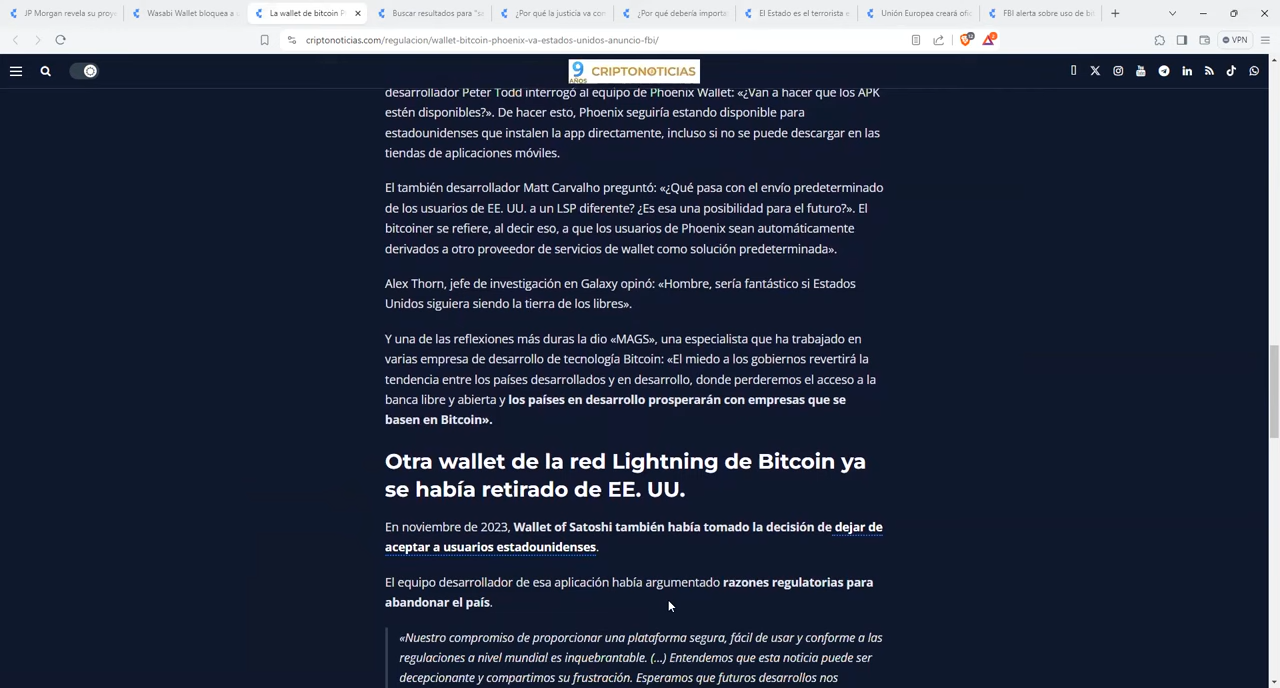 JP Morgan revela su proye
Wasabi Wallet bloquea a u
La wallet de bitcoin P
Buscar resultados para "sa
¿Por qué la justicia va con
¿Por qué debería importa
El Estado es el terrorista e
Unión Europea creará ofic
FBI alerta sobre uso de bi
criptonoticias.com/regulacion/wallet-bitcoin-phoenix-va-estados-unidos-anuncio-fbi/
VPN
9 AÑOS CRIPTONOTICIAS
desarrollador Peter Todd interrogó al equipo de Phoenix Wallet: «¿Van a hacer que los APK
estén disponibles?». De hacer esto, Phoenix seguiría estando disponible para
estadounidenses que instalen la app directamente, incluso si no se puede descargar en las
tiendas de aplicaciones móviles.
El también desarrollador Matt Carvalho preguntó: «¿Qué pasa con el envío predeterminado
de los usuarios de EE. UU. a un LSP diferente? ¿Es esa una posibilidad para el futuro?». El
bitcoiner se refiere, al decir eso, a que los usuarios de Phoenix sean automáticamente
derivados a otro proveedor de servicios de wallet como solución predeterminada».
Alex Thorn, jefe de investigación en Galaxy opinó: «Hombre, sería fantástico si Estados
Unidos siguiera siendo la tierra de los libres».
Y una de las reflexiones más duras la dio «MAGS», una especialista que ha trabajado en
varias empresa de desarrollo de tecnología Bitcoin: «El miedo a los gobiernos revertirá la
tendencia entre los países desarrollados y en desarrollo, donde perderemos el acceso a la
banca libre y abierta y los países en desarrollo prosperarán con empresas que se
basen en Bitcoin».
Otra wallet de la red Lightning de Bitcoin ya
se había retirado de EE. UU.
En noviembre de 2023, Wallet of Satoshi también había tomado la decisión de dejar de
aceptar a usuarios estadounidenses.
El equipo desarrollador de esa aplicación había argumentado razones regulatorias para
abandonar el país.
«Nuestro compromiso de proporcionar una plataforma segura, fácil de usar y conforme a las
regulaciones a nivel mundial es inquebrantable. (...) Entendemos que esta noticia puede ser
decepcionante y compartimos su frustración. Esperamos que futuros desarrollos nos